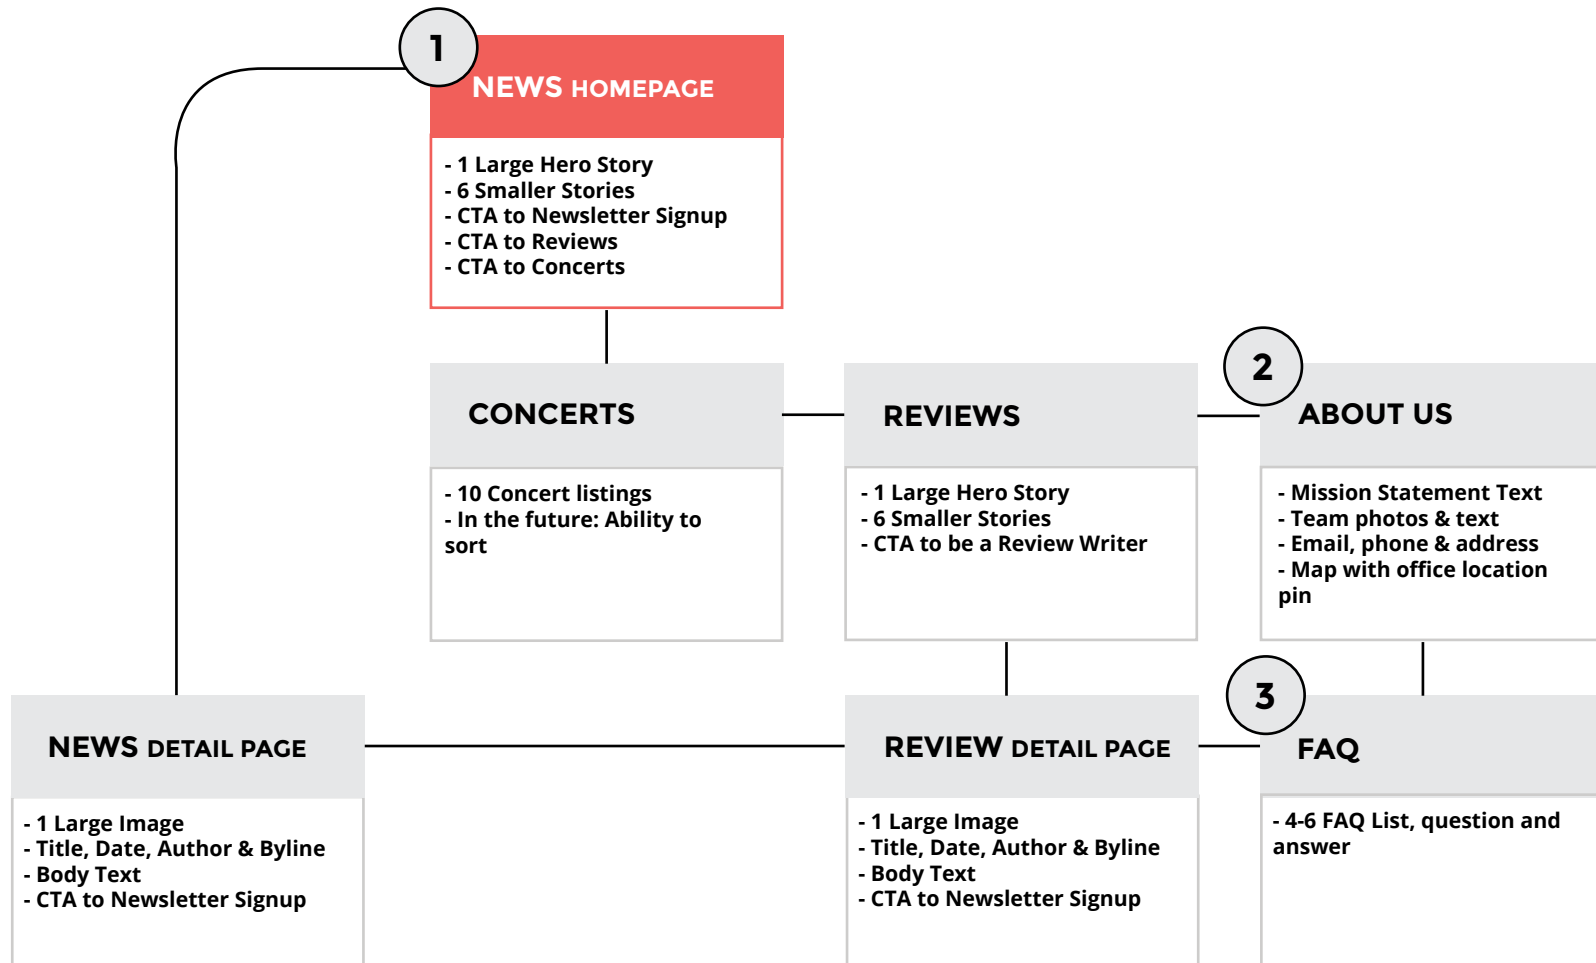 1
NEWS HOMEPAGE
- 1 Large Hero Story
- 6 Smaller Stories
- CTA to Newsletter Signup
- CTA to Reviews
- CTA to Concerts
CONCERTS
- 10 Concert listings
- In the future: Ability to
sort
REVIEWS
- 1 Large Hero Story
- 6 Smaller Stories
- CTA to be a Review Writer
2
ABOUT US
- Mission Statement Text
- Team photos & text
- Email, phone & address
- Map with office location
pin
NEWS DETAIL PAGE
- 1 Large Image
- Title, Date, Author & Byline
- Body Text
- CTA to Newsletter Signup
REVIEW DETAIL PAGE
- 1 Large Image
- Title, Date, Author & Byline
- Body Text
- CTA to Newsletter Signup
3
FAQ
- 4-6 FAQ List, question and
answer